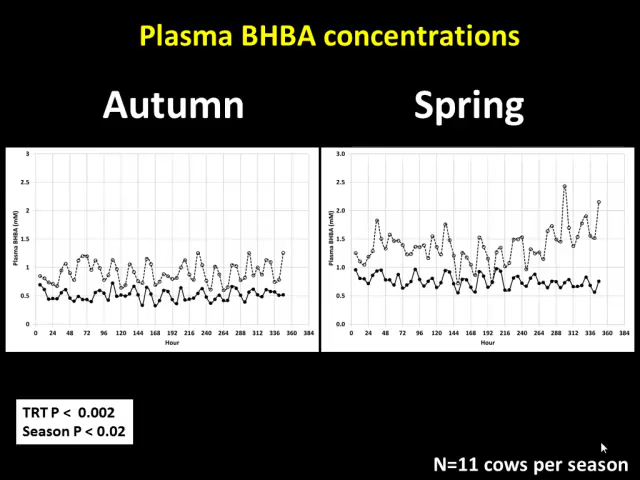 Plasma BHBA concentrations
Autumn
Spring
3
2.5
2
1.5
1
0.5
0
Plasma BHBA (mM)
0 24 48 72 96 120 144 168 192 216 240 264 288 312 336 360 384
Hour
3.0
2.5
2.0
1.5
1.0
0.5
0.0
Plasma BHBA (mM)
0 24 48 72 96 120 144 168 192 216 240 264 288 312 336 360 384
Hour
TRT P < 0.002
Season P < 0.02
N=11 cows per season